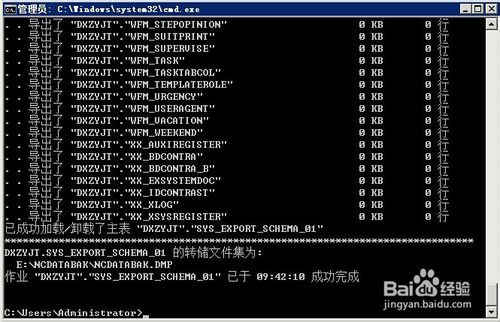 管理员: C:\Windows\system32\cmd.exe
. . 导出了 "DXZYJT"."WFM_STEPOPINION" 0 KB 0 行
. . 导出了 "DXZYJT"."WFM_SUITPRINT" 0 KB 0 行
. . 导出了 "DXZYJT"."WFM_SUPERVISE" 0 KB 0 行
. . 导出了 "DXZYJT"."WFM_TASK" 0 KB 0 行
. . 导出了 "DXZYJT"."WFM_TASKTABCOL" 0 KB 0 行
. . 导出了 "DXZYJT"."WFM_TEMPLATEROLE" 0 KB 0 行
. . 导出了 "DXZYJT"."WFM_URGENCY" 0 KB 0 行
. . 导出了 "DXZYJT"."WFM_USERAGENT" 0 KB 0 行
. . 导出了 "DXZYJT"."WFM_VACATION" 0 KB 0 行
. . 导出了 "DXZYJT"."WFM_WEEKEND" 0 KB 0 行
. . 导出了 "DXZYJT"."XX_AUXIREGISTER" 0 KB 0 行
. . 导出了 "DXZYJT"."XX_BDCONTRA" 0 KB 0 行
. . 导出了 "DXZYJT"."XX_BDCONTRA_B" 0 KB 0 行
. . 导出了 "DXZYJT"."XX_EXSYSTEMDOC" 0 KB 0 行
. . 导出了 "DXZYJT"."XX_IDCONTRAST" 0 KB 0 行
. . 导出了 "DXZYJT"."XX_XLOG" 0 KB 0 行
. . 导出了 "DXZYJT"."XX_XSYSREGISTER" 0 KB 0 行
已成功加载/卸载了主表 "DXZYJT"."SYS_EXPORT_SCHEMA_01"
******************************************************************************
DXZYJT.SYS_EXPORT_SCHEMA_01 的转储文件集为:
E:\NCDATABAK\NCDATABAK.DMP
作业 "DXZYJT"."SYS_EXPORT_SCHEMA_01" 已于 09:42:10 成功完成
C:\Users\Administrator>
Baidu 经验
jingyan.baidu.com